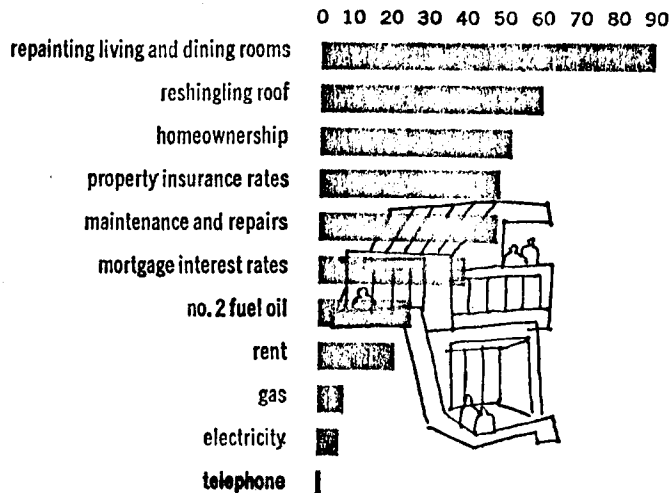 0 10 20 30 40 50 60 70 80 90
repainting living and dining rooms
reshingling roof
homeownership
property insurance rates
maintenance and repairs
mortgage interest rates
no. 2 fuel oil
rent
gas
electricity
telephone